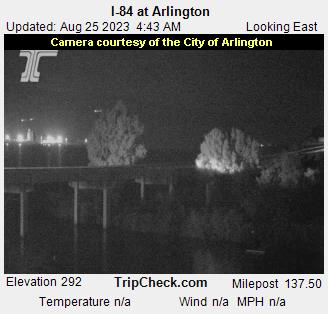 I-84 at Arlington
Updated: Aug 25 2023 4:43 AM Looking East
Camera courtesy of the City of Arlington
Elevation 292 TripCheck.com Milepost 137.50
Temperature n/a Wind n/a MPH n/a